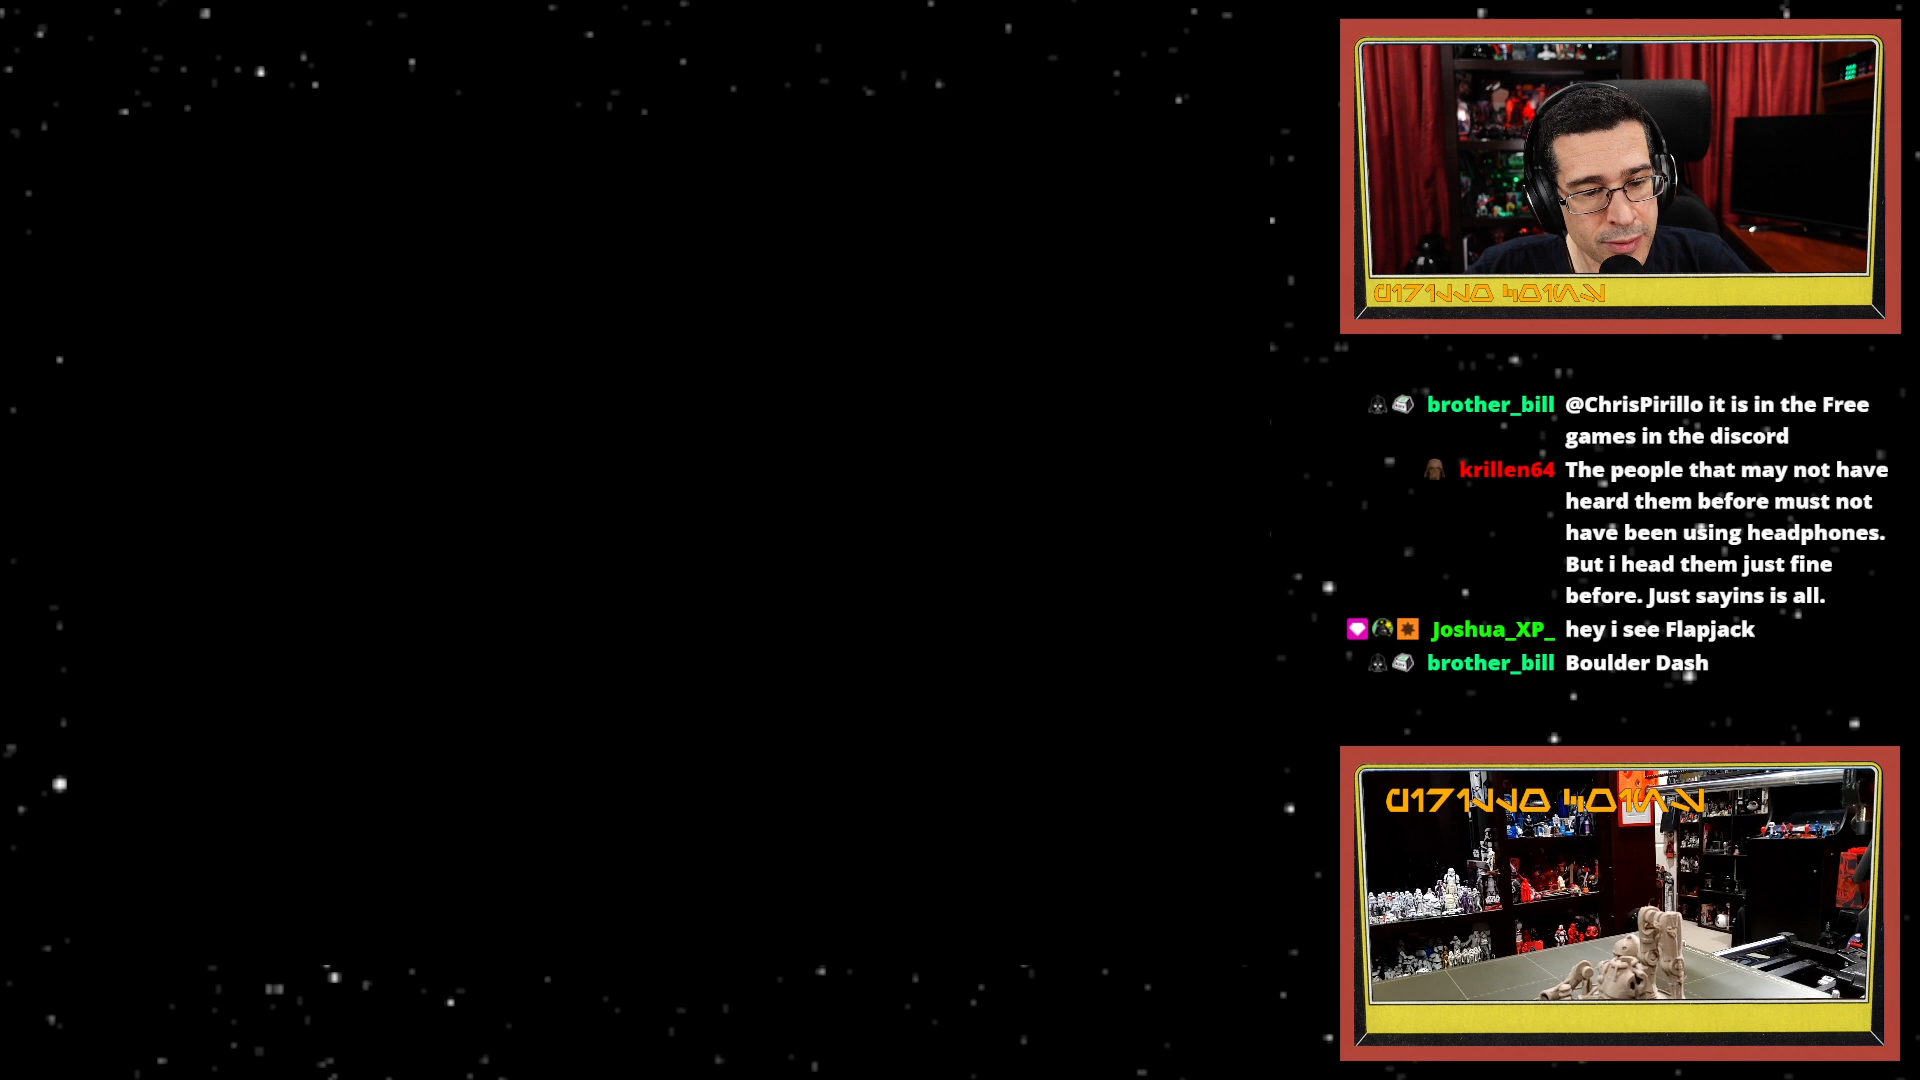 brother_bill @ChrisPirillo it is in the Free
games in the discord
krillen64 The people that may not have
heard them before must not
have been using headphones.
But i head them just fine
before. Just sayins is all.
Joshua_XP_ hey i see Flapjack
brother_bill Boulder Dash